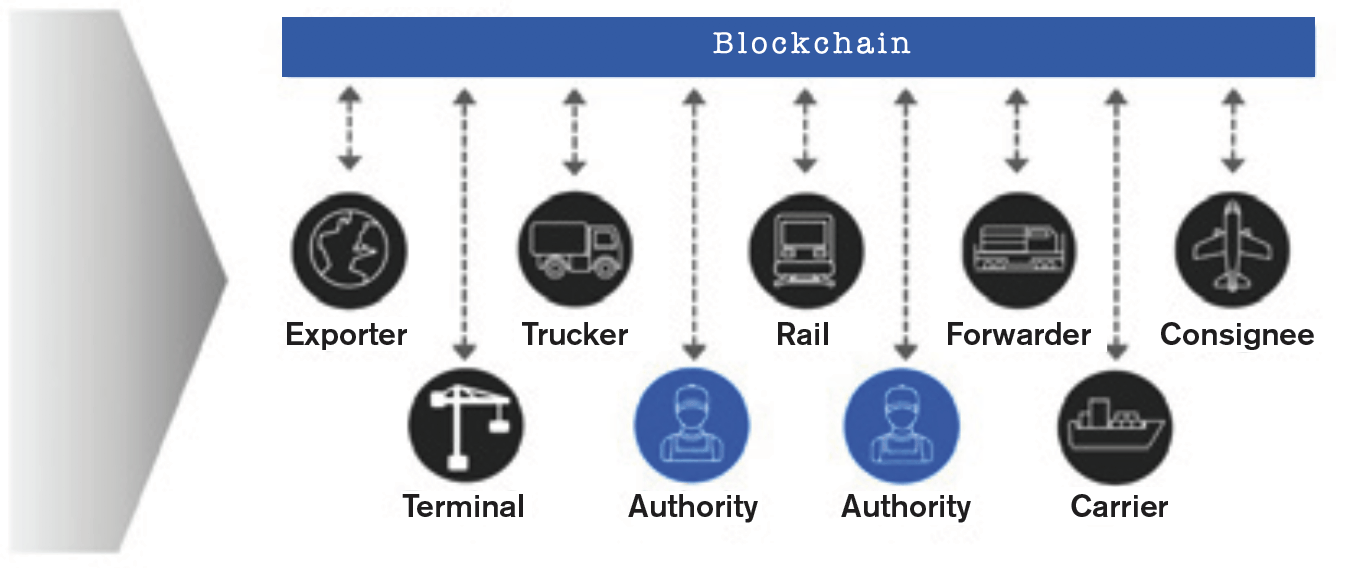 Blockchain
Exporter
Trucker
Rail
Forwarder
Consignee
Terminal
Authority
Authority
Carrier